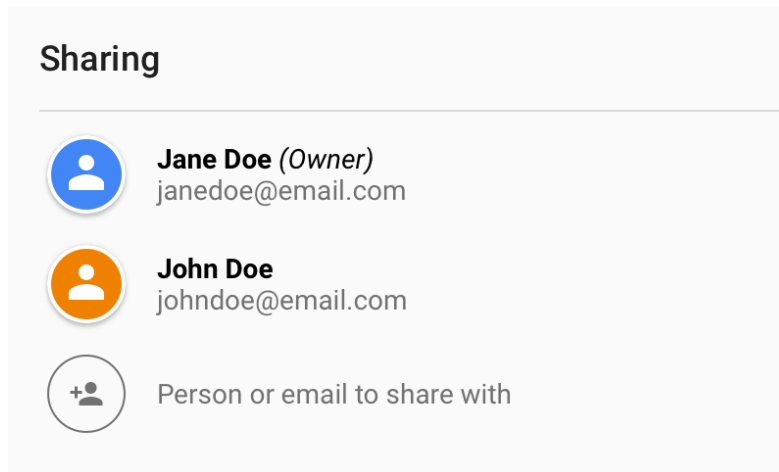 Sharing
Jane Doe (Owner)
janedoe@email.com
John Doe
johndoe@email.com
Person or email to share with